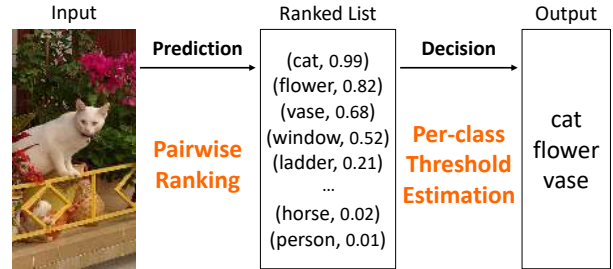 Input
Prediction
Pairwise
Ranking
Ranked List
(cat, 0.99)
(flower, 0.82)
(vase, 0.68)
(window, 0.52)
(ladder, 0.21)
...
(horse, 0.02)
(person, 0.01)
Decision
Per-class
Threshold
Estimation
Output
cat
flower
vase